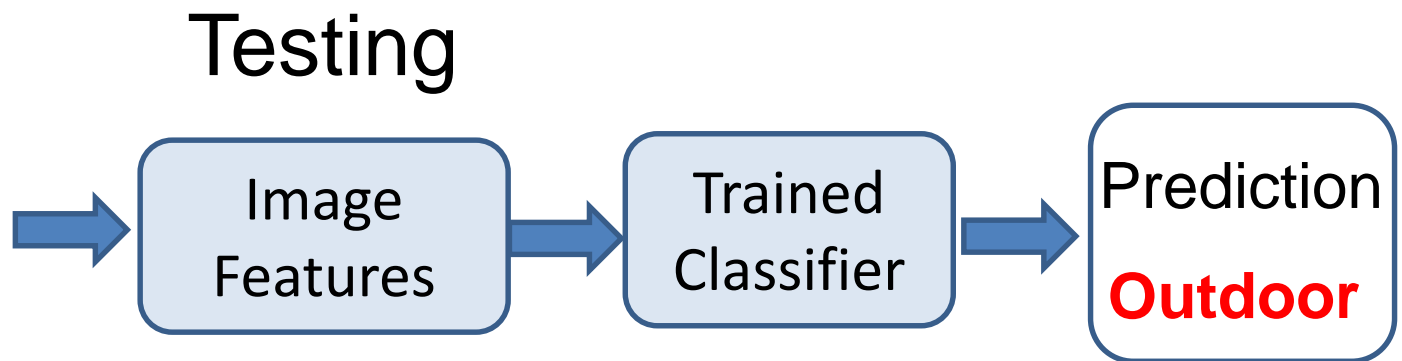 Testing
Image
Features
Trained
Classifier
Prediction
Outdoor